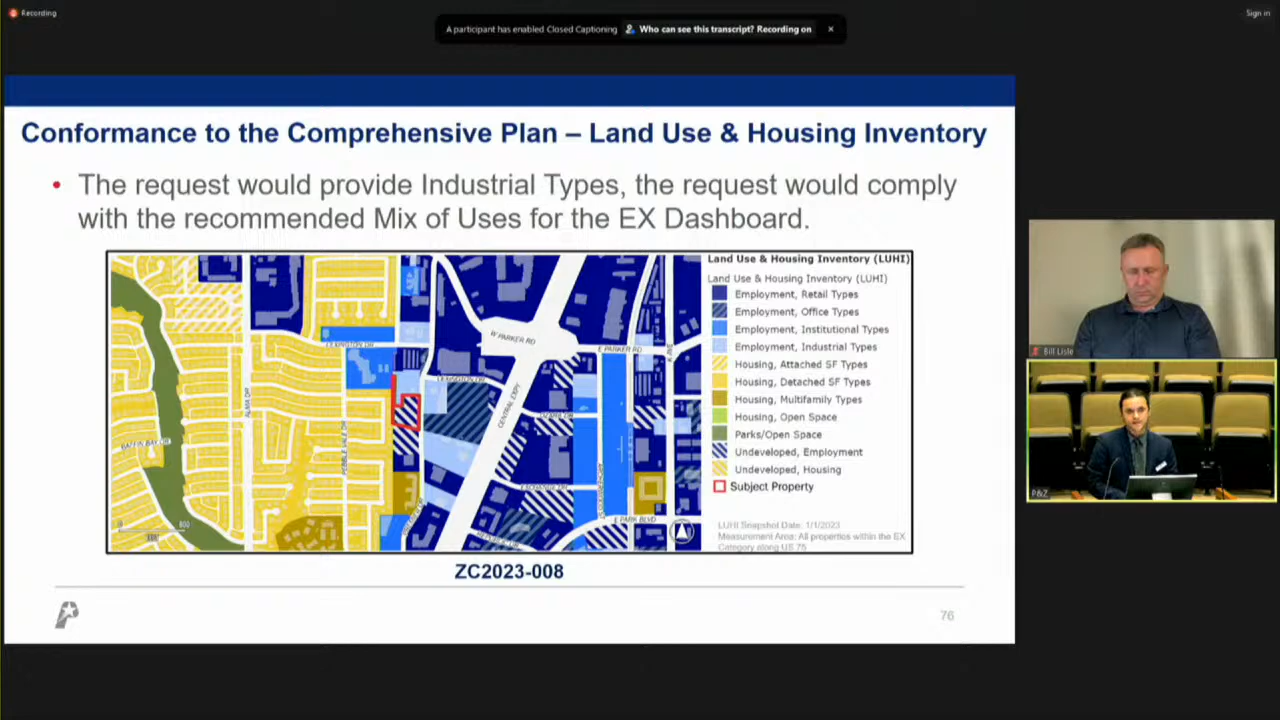 Recording
Sign in
A participant has enabled Closed Captioning Who can see this transcript? Recording on ×
Conformance to the Comprehensive Plan – Land Use & Housing Inventory
• The request would provide Industrial Types, the request would comply
with the recommended Mix of Uses for the EX Dashboard.
Land Use & Housing Inventory (LUHI)
Land Use & Housing Inventory (LUHI)
Employment, Retail Types
Employment, Office Types
Employment, Institutional Types
Employment, Industrial Types
Housing, Attached SF Types
Housing, Detached SF Types
Housing, Multifamily Types
Housing, Open Space
Parks/Open Space
Undeveloped, Employment
Undeveloped, Housing
Subject Property
LUHI Snapshot Date: 1/1/2023
Measurement Area: All properties within the EX
Category along US 75
W PARKER RD
E PARKER RD
K AVE
ALMA DR
CENTRAL EXPY
BAFFIN BAY DR
E PARK BLVD
0
800
ZC2023-008
76
Bill Lisle
P&Z